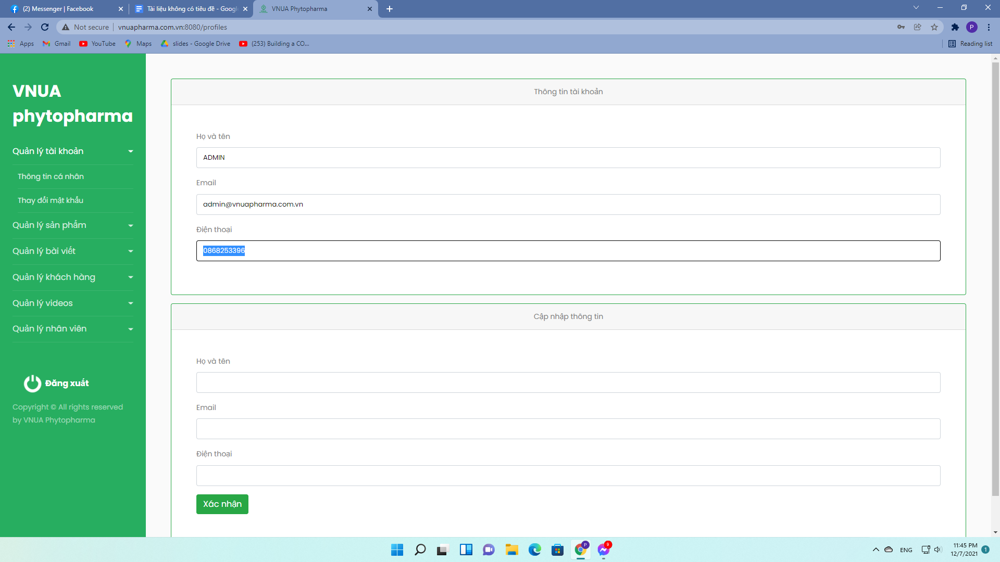 (2) Messenger | Facebook
Tài liệu không có tiêu đề - Googl
VNUA Phytopharma
Not secure
vnuapharma.com.vn:8080/profiles
P
Apps
Gmail
YouTube
Maps
slides - Google Drive
(253) Building a CO...
Reading list
VNUA
phytopharma
Quản lý tài khoản
Thông tin cá nhân
Thay đổi mật khẩu
Quản lý sản phẩm
Quản lý bài viết
Quản lý khách hàng
Quản lý videos
Quản lý nhân viên
Đăng xuất
Copyright © All rights reserved
by VNUA Phytopharma
Thông tin tài khoản
Họ và tên
ADMIN
Email
admin@vnuapharma.com.vn
Điện thoại
0868253396
Cập nhập thông tin
Họ và tên
Email
Điện thoại
Xác nhận
P
9
ENG
11:45 PM
12/7/2021
1